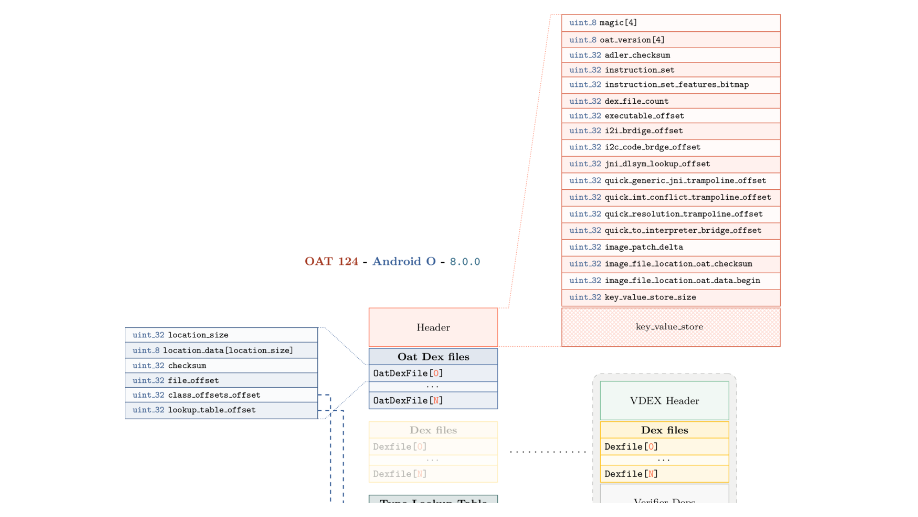 uint_8 magic[4]
uint_8 oat_version[4]
uint_32 adler_checksum
uint_32 instruction_set
uint_32 instruction_set_features_bitmap
uint_32 dex_file_count
uint_32 executable_offset
uint_32 i2i_brdige_offset
uint_32 i2c_code_brdge_offset
uint_32 jni_dlsym_lookup_offset
uint_32 quick_generic_jni_trampoline_offset
uint_32 quick_imt_conflict_trampoline_offset
uint_32 quick_resolution_trampoline_offset
uint_32 quick_to_interpreter_bridge_offset
uint_32 image_patch_delta
uint_32 image_file_location_oat_checksum
uint_32 image_file_location_oat_data_begin
uint_32 key_value_store_size
key_value_store
OAT 124 - Android O - 8.0.0
Header
Oat Dex files
OatDexFile[0]
...
OatDexFile[N]
uint_32 location_size
uint_8 location_data[location_size]
uint_32 checksum
uint_32 file_offset
uint_32 class_offsets_offset
uint_32 lookup_table_offset
Dex files
Dexfile[0]
...
Dexfile[N]
Type Lookup Table
VDEX Header
Dex files
Dexfile[0]
...
Dexfile[N]
Verifier Deps